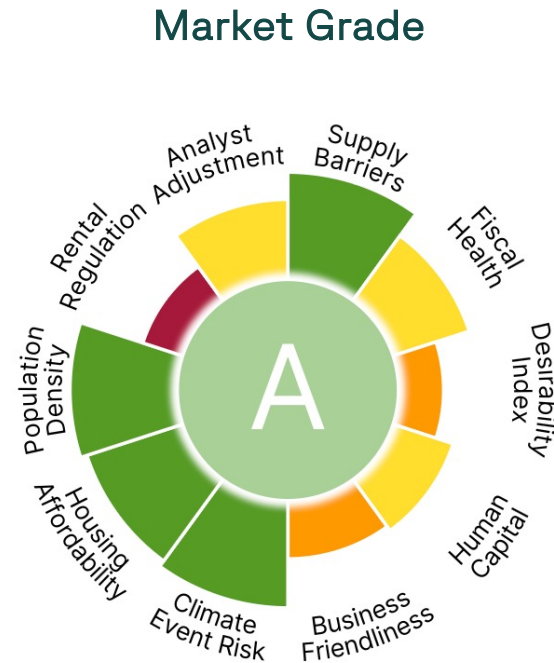 Market Grade
Supply
Barriers
Fiscal
Health
Desirability
Index
Human
Capital
Business
Friendliness
Climate
Event Risk
Housing
Affordability
Population
Density
Rental
Regulation
Analyst
Adjustment
A